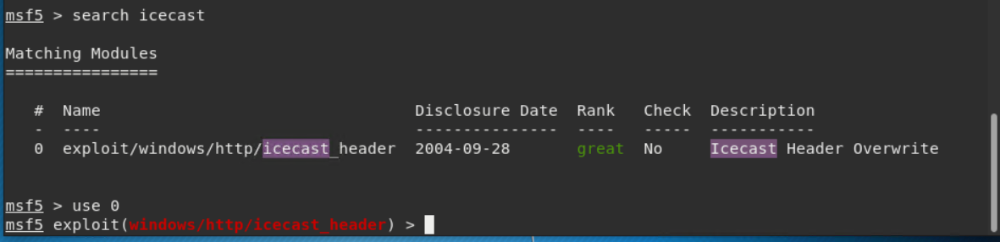 msf5 > search icecast
Matching Modules
================
#  Name                                 Disclosure Date  Rank   Check  Description
-  ----                                 ---------------  ----   -----  -----------
0  exploit/windows/http/icecast_header  2004-09-28       great  No     Icecast Header Overwrite
msf5 > use 0
msf5 exploit(windows/http/icecast_header) >